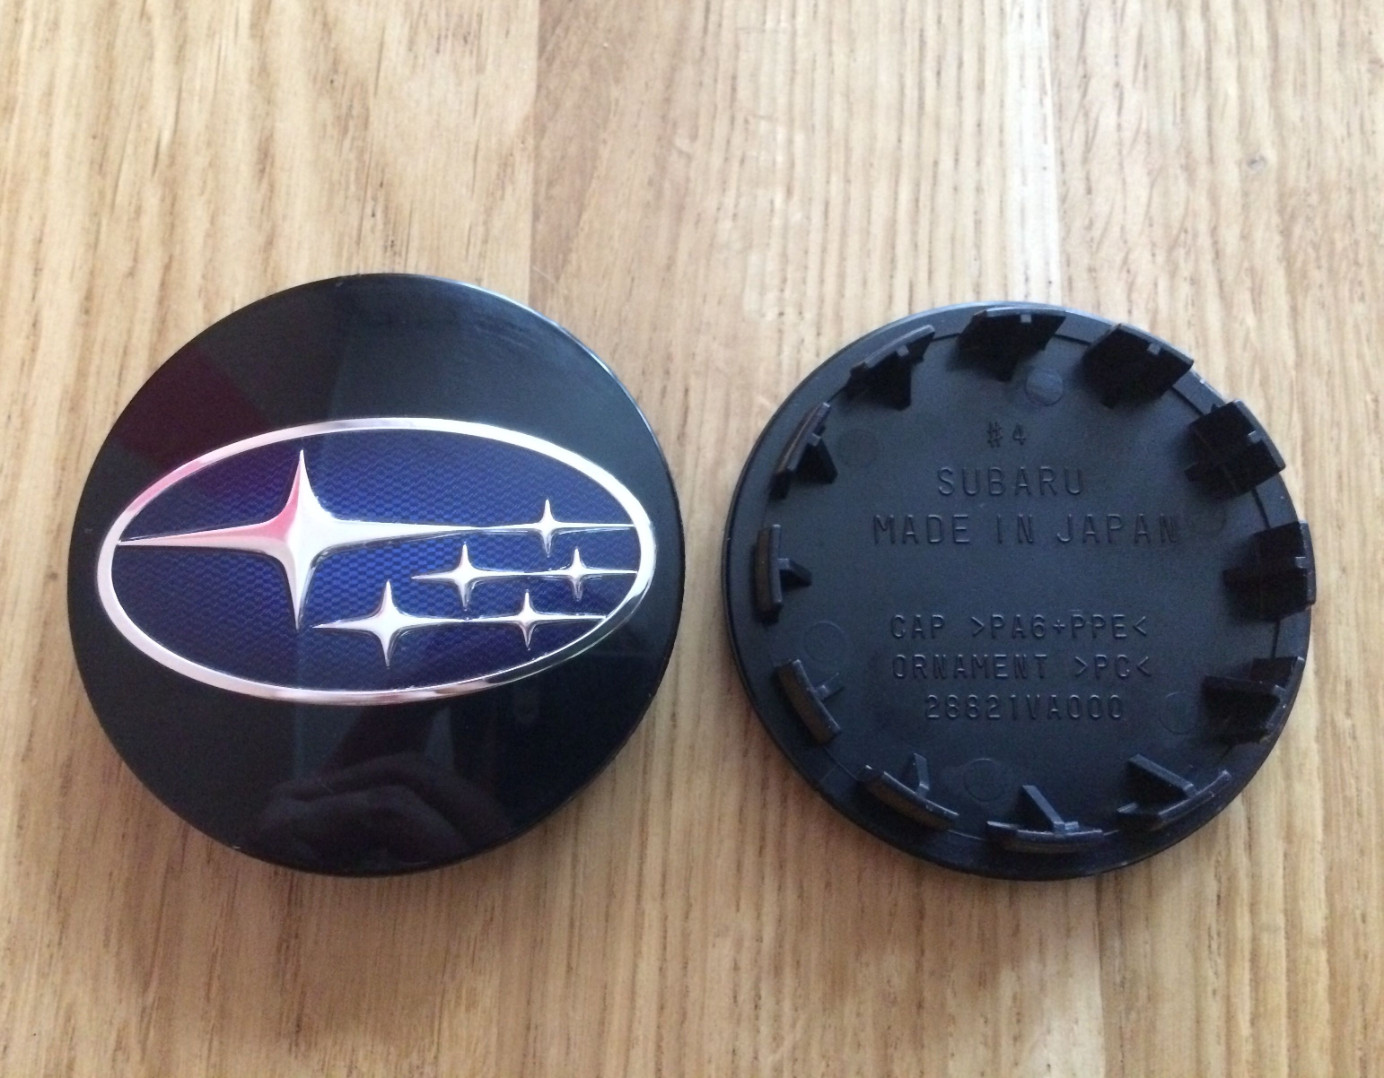 #4
SUBARU
MADE IN JAPAN
CAP >PA6+PPE<
ORNAMENT >PC<
28821VA000